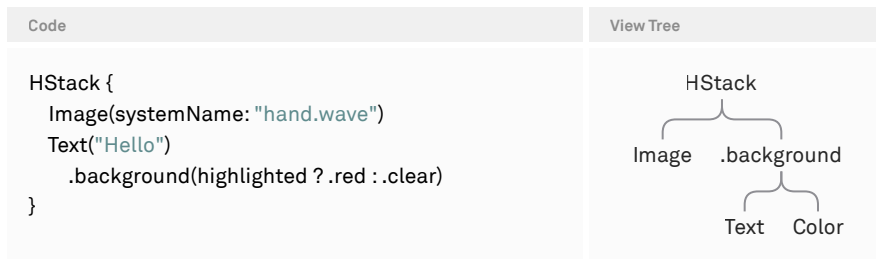 Code
View Tree
HStack {
Image(systemName: "hand.wave")
Text("Hello")
.background(highlighted ? .red : .clear)
}
HStack
Image .background
Text Color